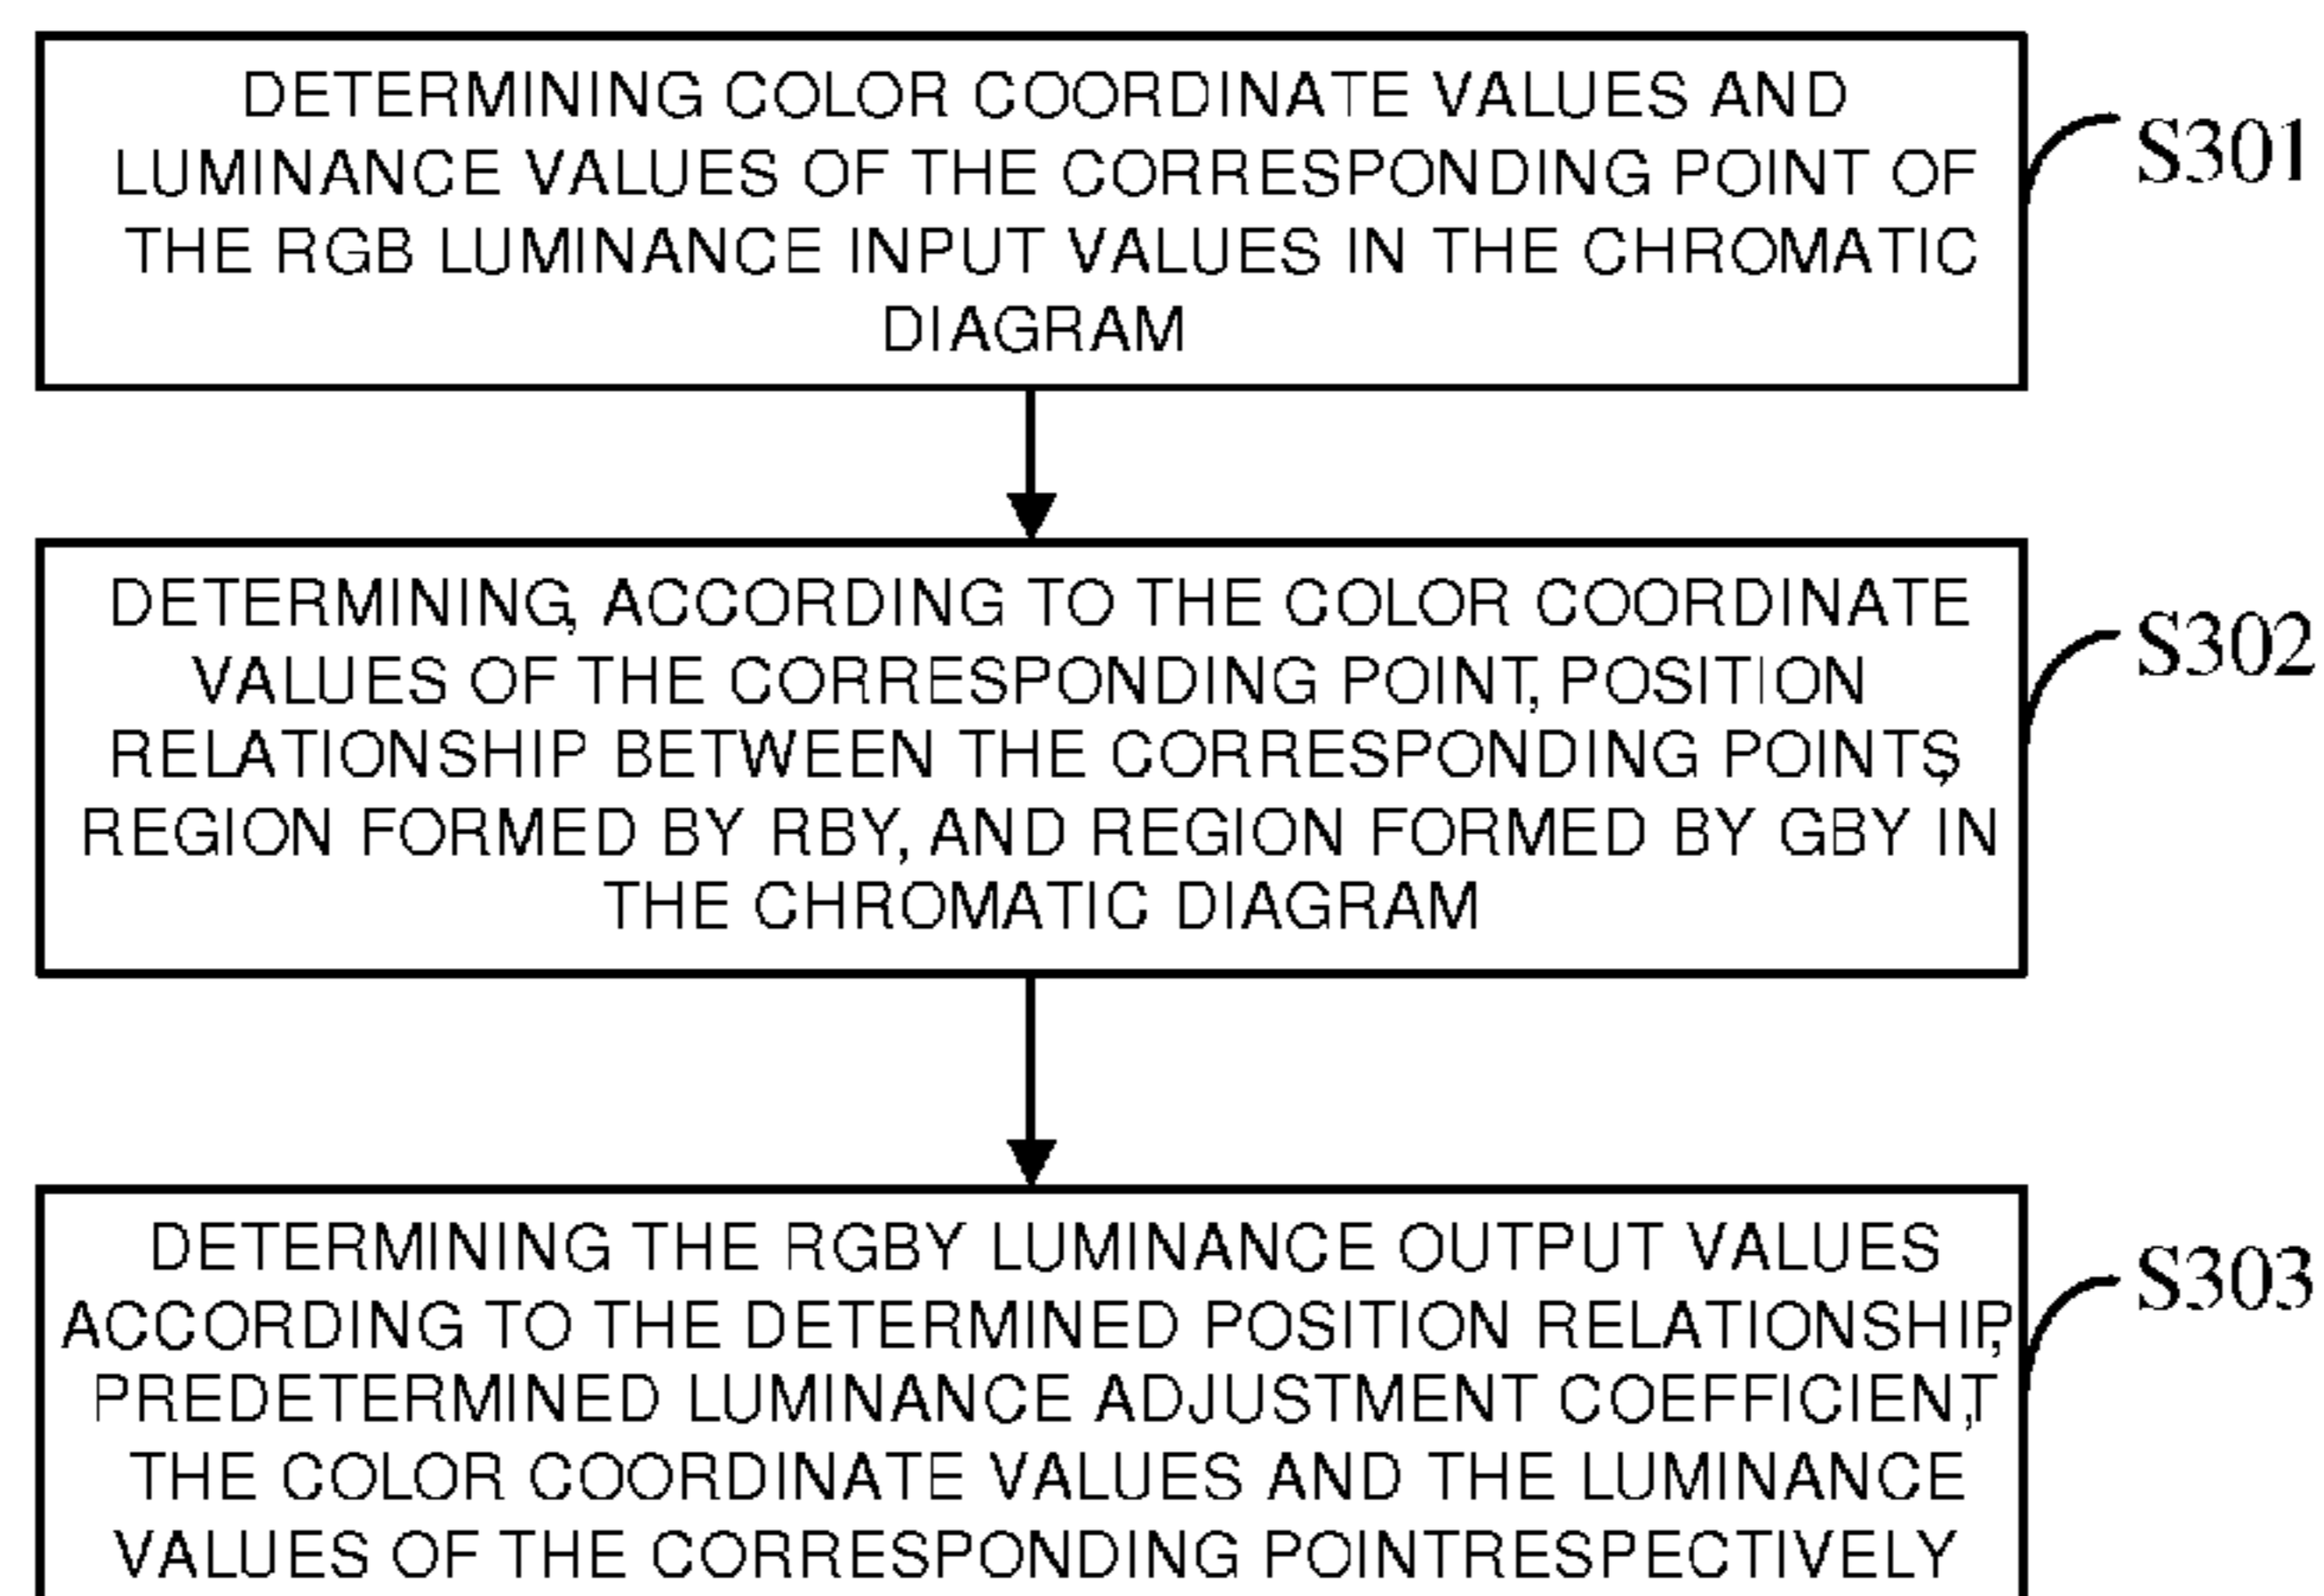 DETERMINING COLOR COORDINATE VALUES AND
LUMINANCE VALUES OF THE CORRESPONDING POINT OF
THE RGB LUMINANCE INPUT VALUES IN THE CHROMATIC
DIAGRAM
S301
DETERMINING, ACCORDING TO THE COLOR COORDINATE
VALUES OF THE CORRESPONDING POINT, POSITION
RELATIONSHIP BETWEEN THE CORRESPONDING POINTS,
REGION FORMED BY RBY, AND REGION FORMED BY GBY IN
THE CHROMATIC DIAGRAM
S302
DETERMINING THE RGBY LUMINANCE OUTPUT VALUES
ACCORDING TO THE DETERMINED POSITION RELATIONSHIP,
PREDETERMINED LUMINANCE ADJUSTMENT COEFFICIENT,
THE COLOR COORDINATE VALUES AND THE LUMINANCE
VALUES OF THE CORRESPONDING POINTRESPECTIVELY
S303